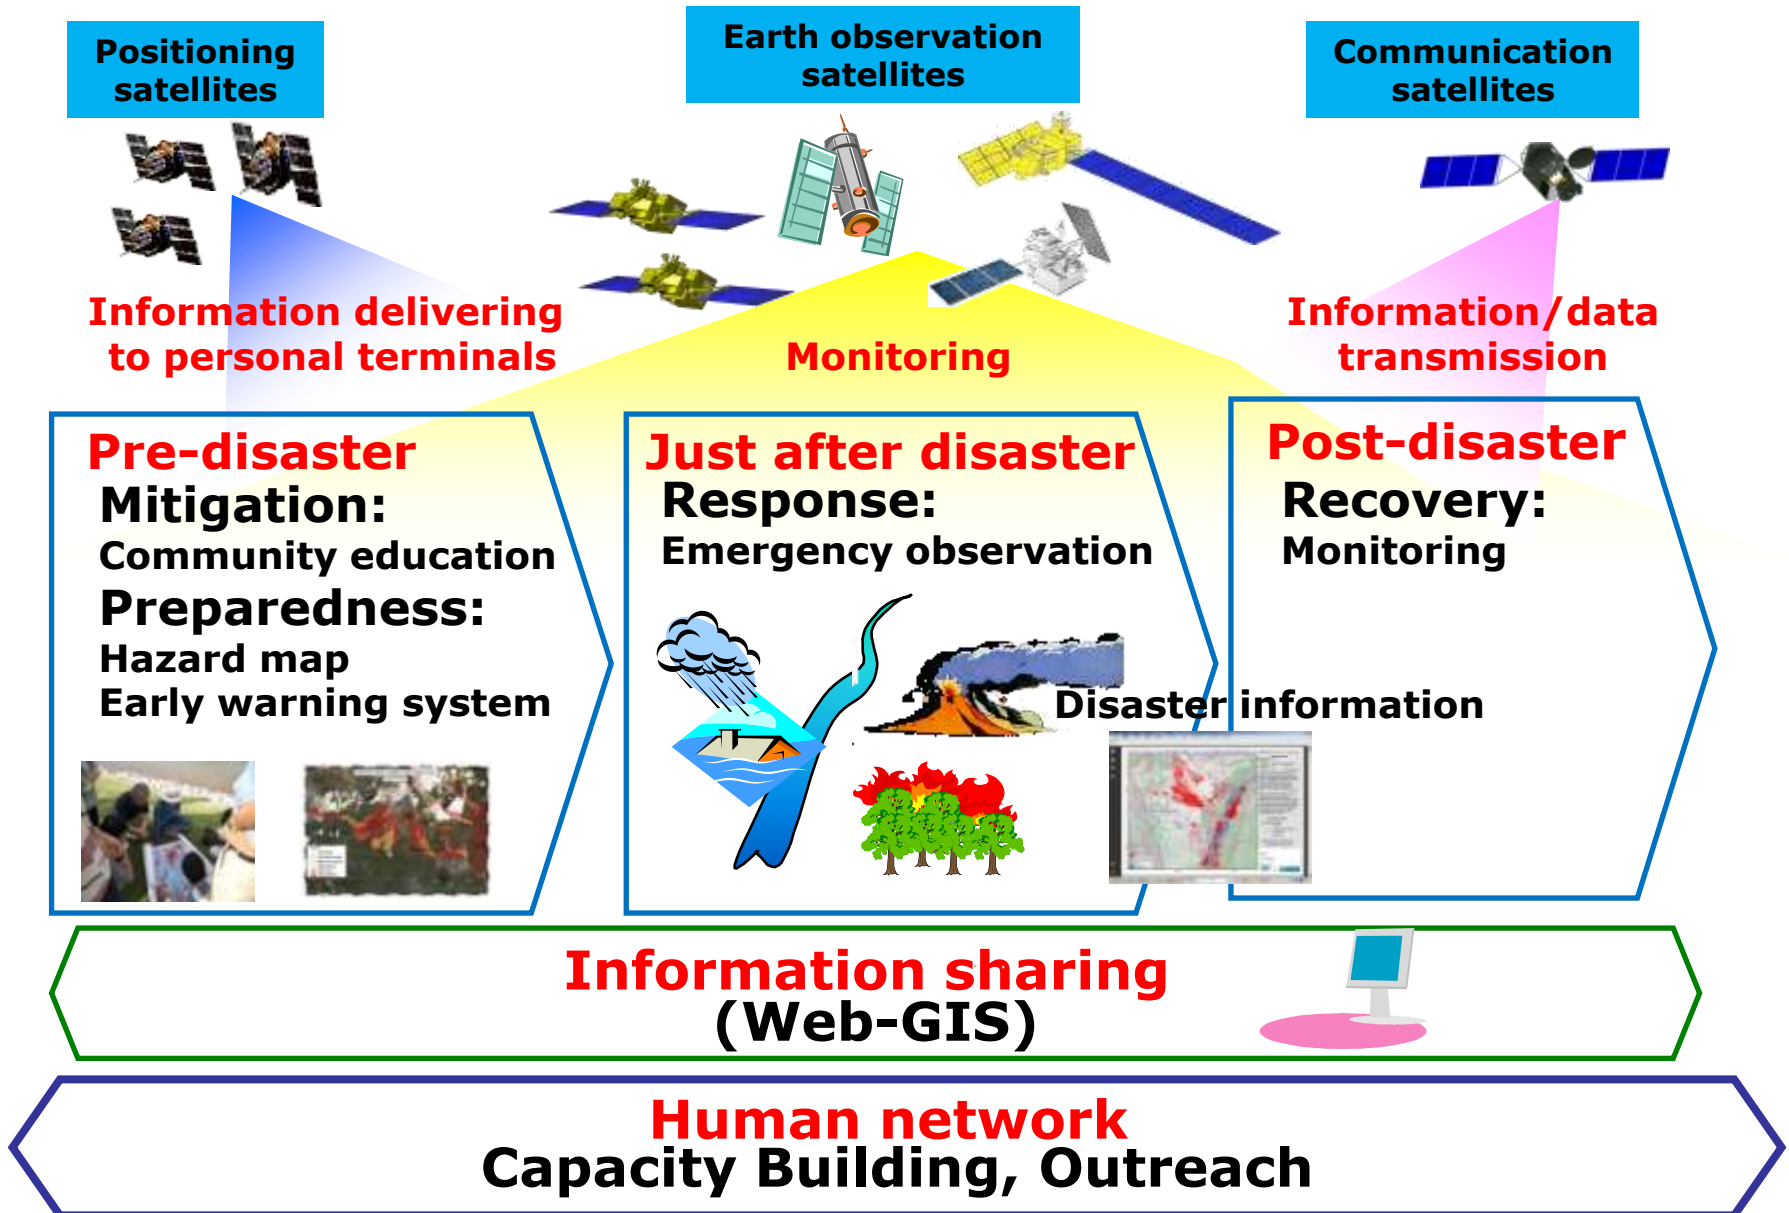 Positioning
satellites
Earth observation
satellites
Communication
satellites
Information delivering
to personal terminals
Monitoring
Information/data
transmission
Pre-disaster
Mitigation:
Community education
Preparedness:
Hazard map
Early warning system
Just after disaster
Response:
Emergency observation
Post-disaster
Recovery:
Monitoring
Disaster information
Information sharing
(Web-GIS)
Human network
Capacity Building, Outreach